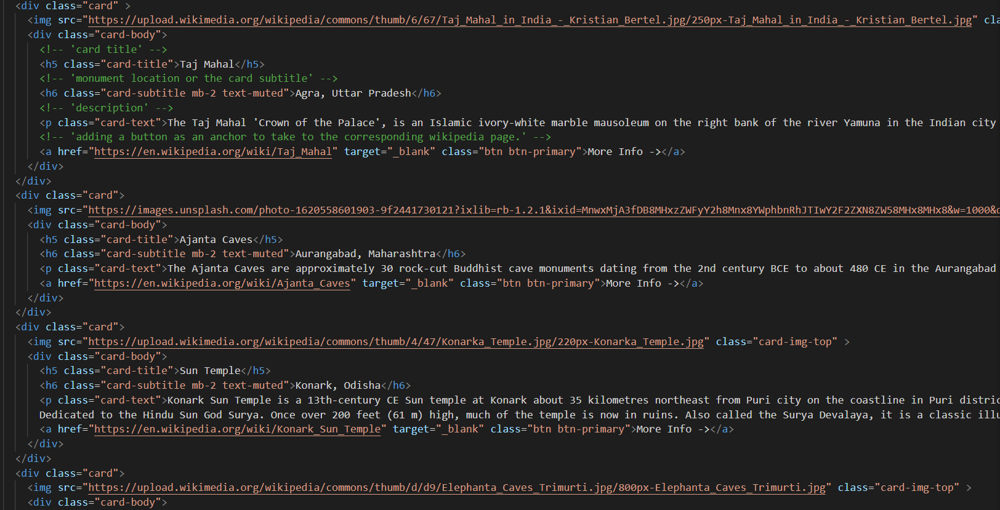 <div class="card" >
<img src="https://upload.wikimedia.org/wikipedia/commons/thumb/6/67/Taj_Mahal_in_India_-_Kristian_Bertel.jpg/250px-Taj_Mahal_in_India_-_Kristian_Bertel.jpg" cla
<div class="card-body">
<!-- 'card title' -->
<h5 class="card-title">Taj Mahal</h5>
<!-- 'monument location or the card subtitle' -->
<h6 class="card-subtitle mb-2 text-muted">Agra, Uttar Pradesh</h6>
<!-- 'description' -->
<p class="card-text">The Taj Mahal 'Crown of the Palace', is an Islamic ivory-white marble mausoleum on the right bank of the river Yamuna in the Indian city
<!-- 'adding a button as an anchor to take to the corresponding wikipedia page.' -->
<a href="https://en.wikipedia.org/wiki/Taj_Mahal" target="_blank" class="btn btn-primary">More Info -></a>
</div>
</div>
<div class="card">
<img src="https://images.unsplash.com/photo-1620558601903-9f2441730121?ixlib=rb-1.2.1&ixid=MnwxMjA3fDB8MHxzZWFyY2h8Mnx8YWphbnRhJTIwY2F2ZXN8ZW58MHx8MHx8&w=1000&
<div class="card-body">
<h5 class="card-title">Ajanta Caves</h5>
<h6 class="card-subtitle mb-2 text-muted">Aurangabad, Maharashtra</h6>
<p class="card-text">The Ajanta Caves are approximately 30 rock-cut Buddhist cave monuments dating from the 2nd century BCE to about 480 CE in the Aurangabad
<a href="https://en.wikipedia.org/wiki/Ajanta_Caves" target="_blank" class="btn btn-primary">More Info -></a>
</div>
</div>
<div class="card">
<img src="https://upload.wikimedia.org/wikipedia/commons/thumb/4/47/Konarka_Temple.jpg/220px-Konarka_Temple.jpg" class="card-img-top" >
<div class="card-body">
<h5 class="card-title">Sun Temple</h5>
<h6 class="card-subtitle mb-2 text-muted">Konark, Odisha</h6>
<p class="card-text">Konark Sun Temple is a 13th-century CE Sun temple at Konark about 35 kilometres northeast from Puri city on the coastline in Puri distric
Dedicated to the Hindu Sun God Surya. Once over 200 feet (61 m) high, much of the temple is now in ruins. Also called the Surya Devalaya, it is a classic illu
<a href="https://en.wikipedia.org/wiki/Konark_Sun_Temple" target="_blank" class="btn btn-primary">More Info -></a>
</div>
</div>
<div class="card">
<img src="https://upload.wikimedia.org/wikipedia/commons/thumb/d/d9/Elephanta_Caves_Trimurti.jpg/800px-Elephanta_Caves_Trimurti.jpg" class="card-img-top" >
<div class="card-body">